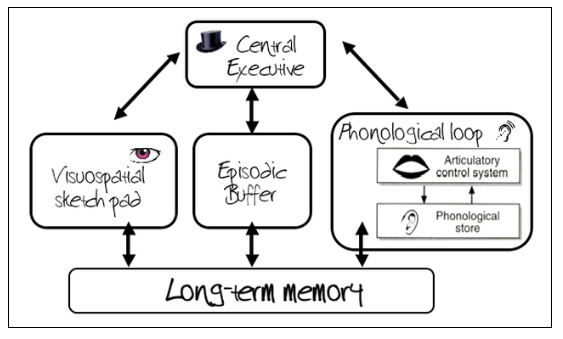 Central
Executive
Visuospatial
sketch pad
Episodic
Buffer
Phonological loop
Articulatory
control system
Phonological
store
Long-term memory